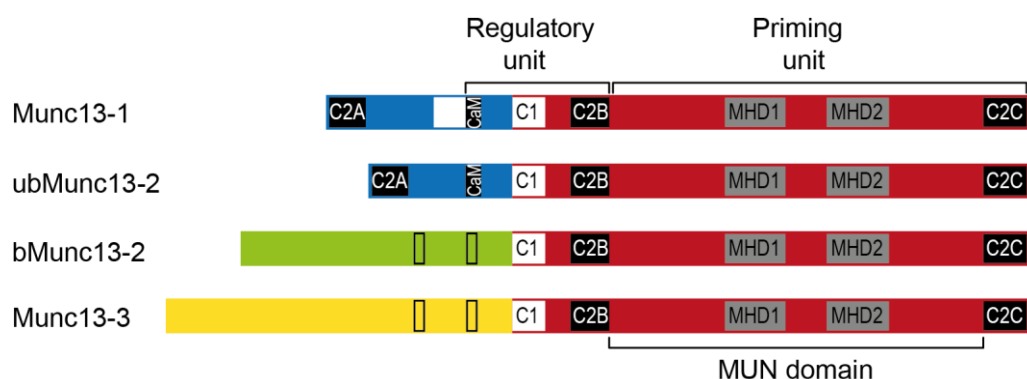 Regulatory unit
Priming unit
Munc13-1 C2A CaM C1 C2B MHD1 MHD2 C2C
ubMunc13-2 C2A CaM C1 C2B MHD1 MHD2 C2C
bMunc13-2 C1 C2B MHD1 MHD2 C2C
Munc13-3 C1 C2B MHD1 MHD2 C2C
MUN domain